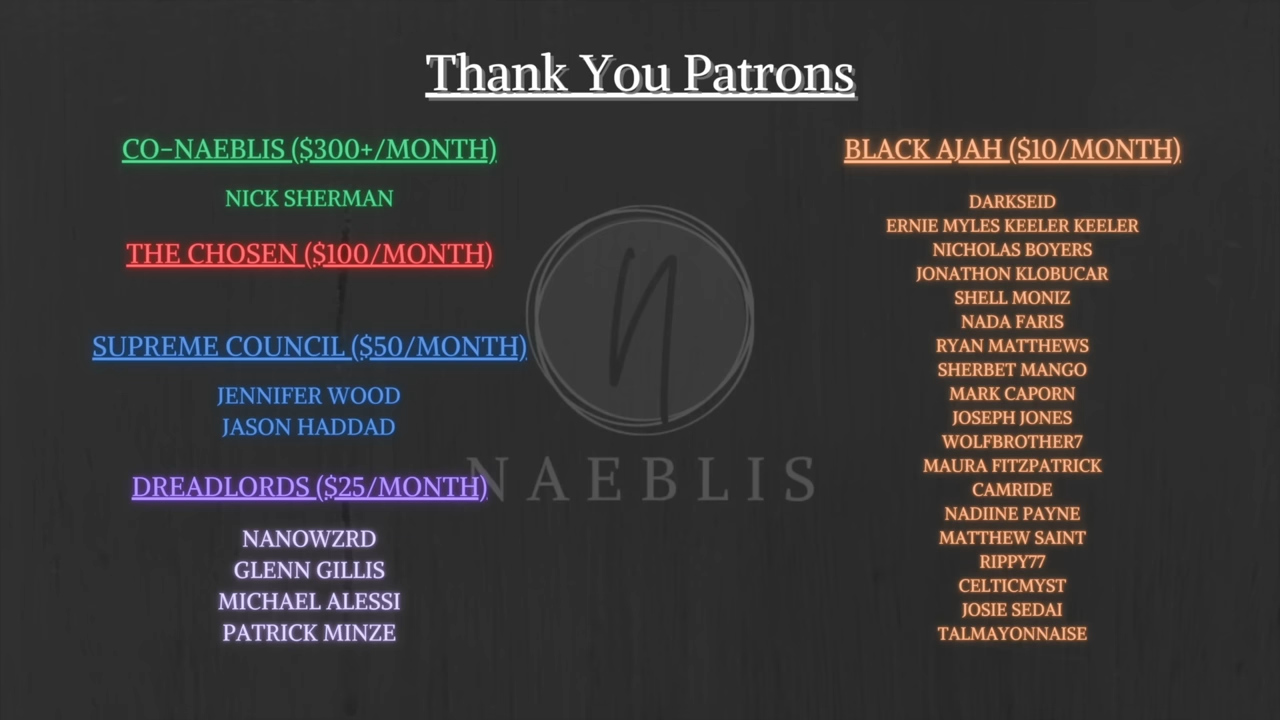 Thank You Patrons
CO-NAEBLIS ($300+/MONTH)
NICK SHERMAN
THE CHOSEN ($100/MONTH)
SUPREME COUNCIL ($50/MONTH)
JENNIFER WOOD
JASON HADDAD
DREADLORDS ($25/MONTH)
NANOWZRD
GLENN GILLIS
MICHAEL ALESSI
PATRICK MINZE
n
NAEBLIS
BLACK AJAH ($10/MONTH)
DARKSEID
ERNIE MYLES KEELER KEELER
NICHOLAS BOYERS
JONATHON KLOBUCAR
SHELL MONIZ
NADA FARIS
RYAN MATTHEWS
SHERBET MANGO
MARK CAPORN
JOSEPH JONES
WOLFBROTHER7
MAURA FITZPATRICK
CAMRIDE
NADIINE PAYNE
MATTHEW SAINT
RIPPY77
CELTICMYST
JOSIE SEDAI
TALMAYONNAISE